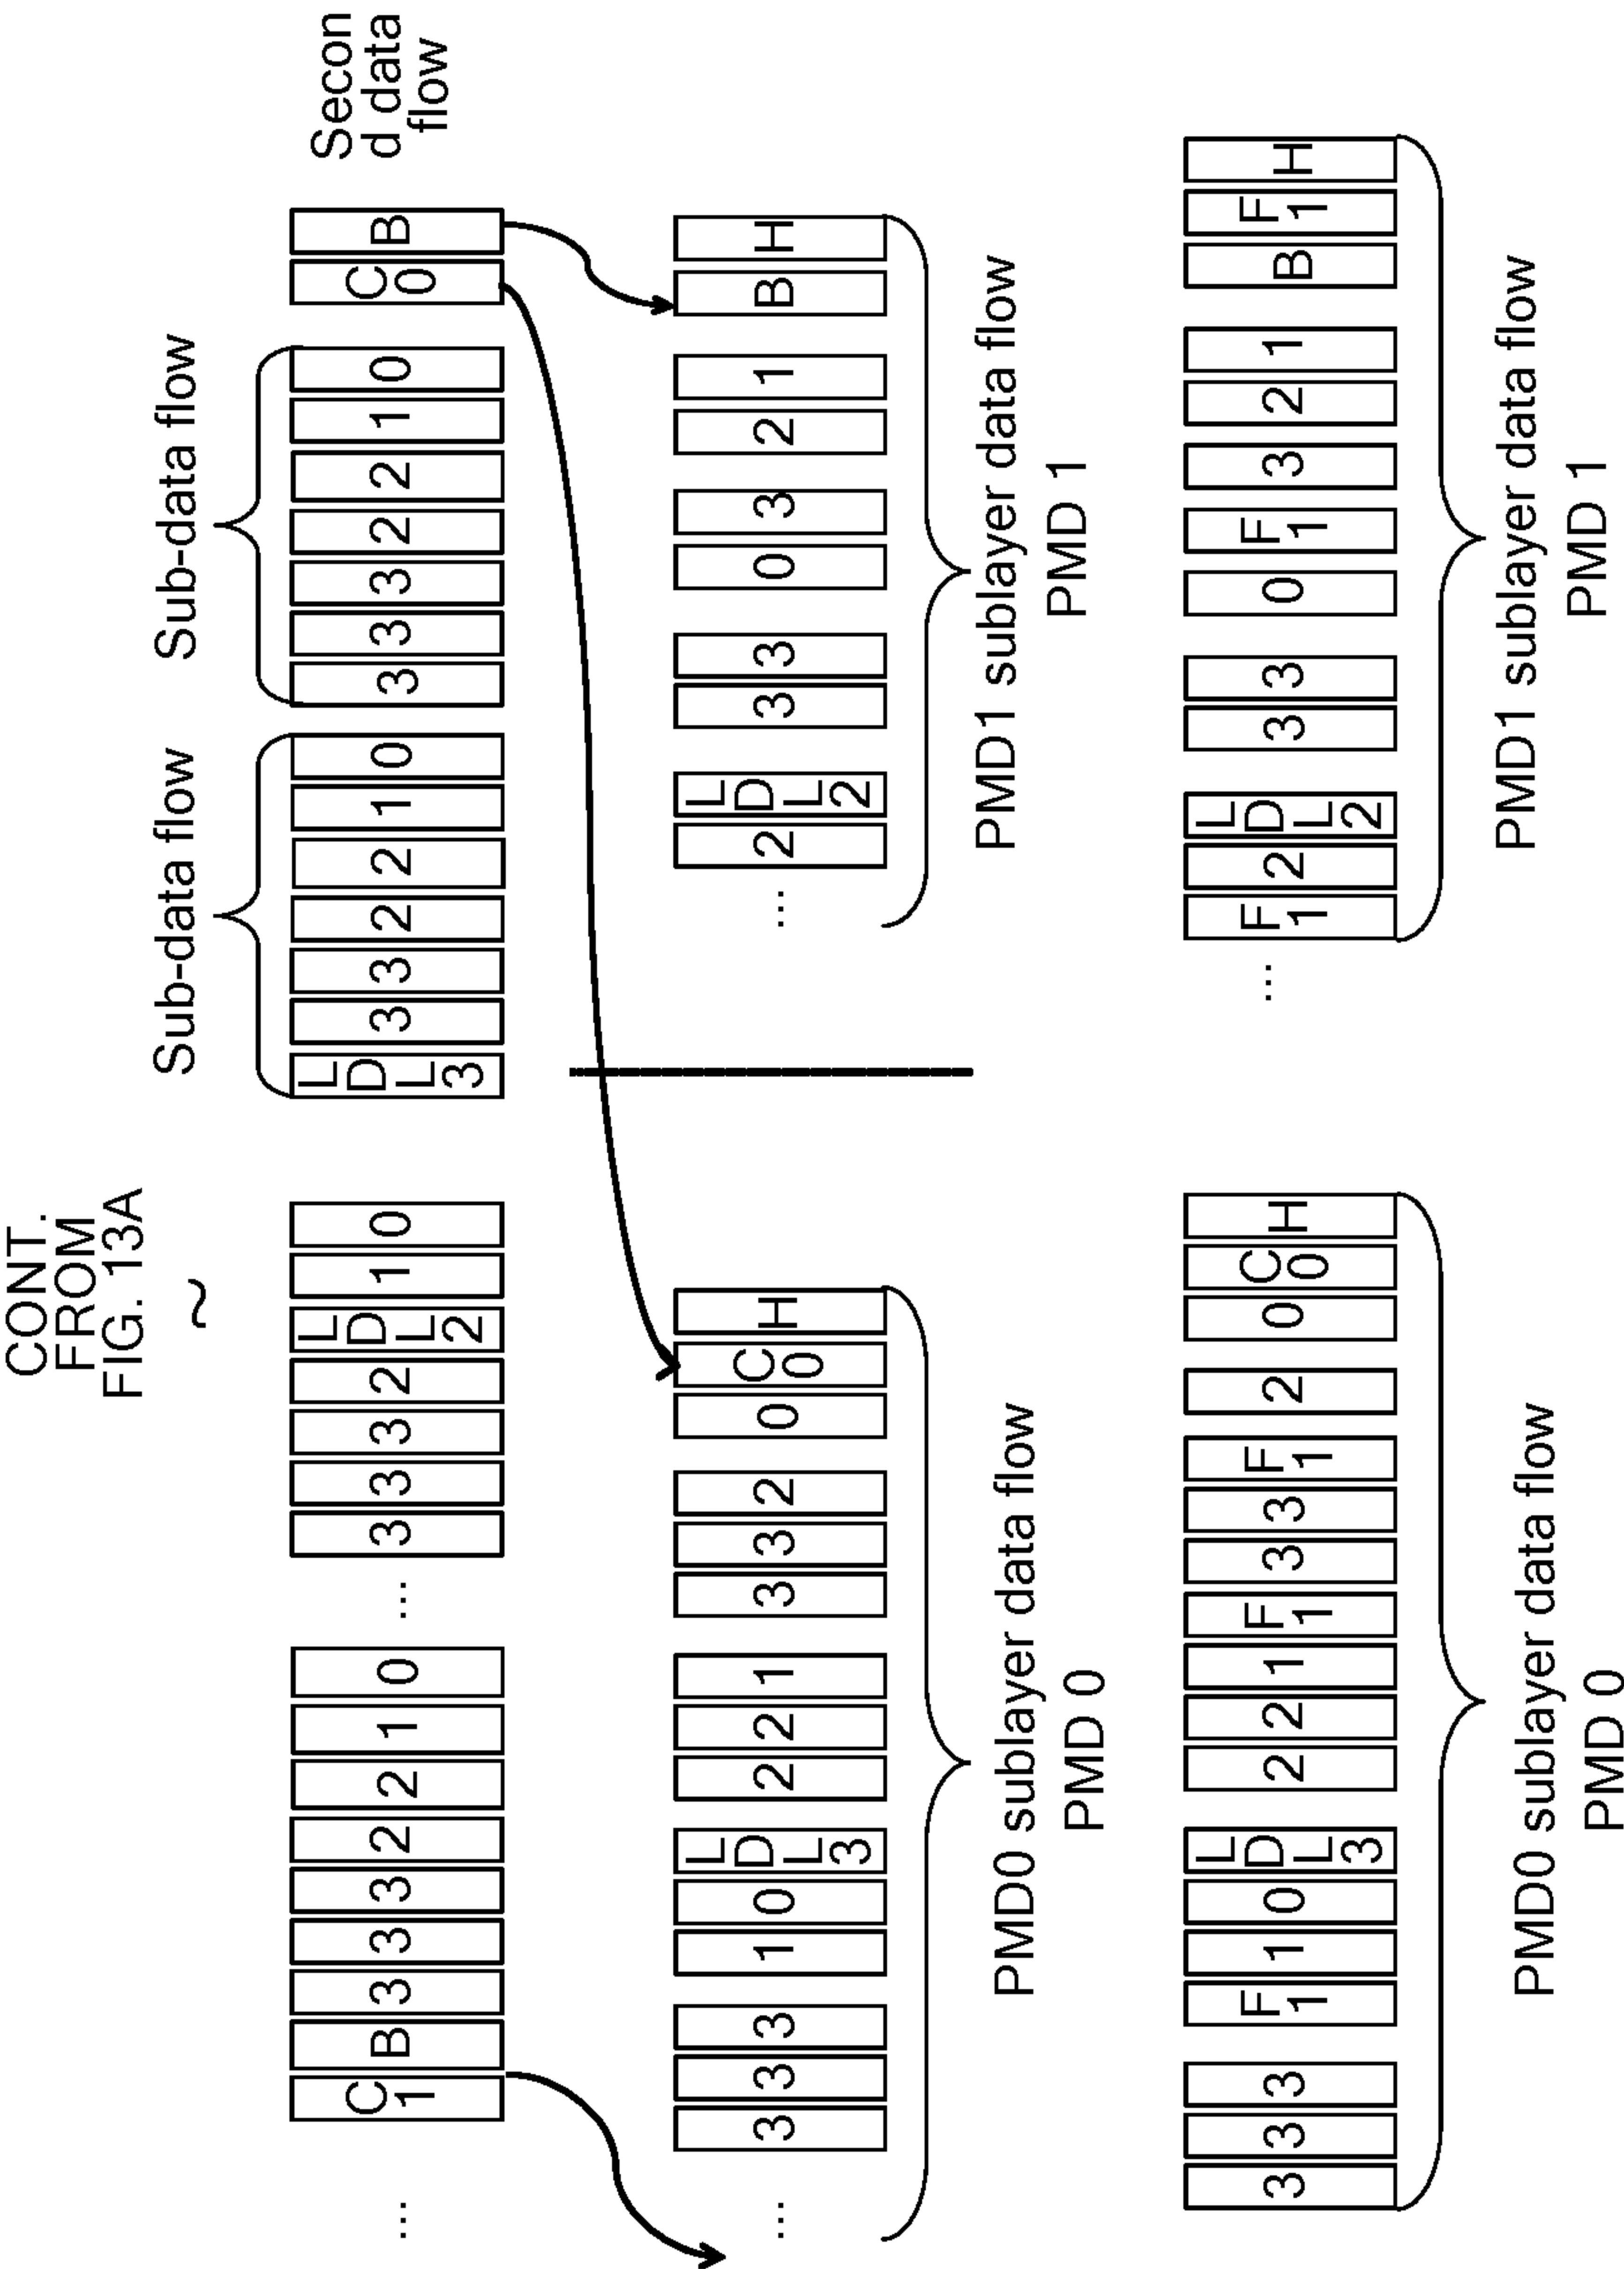 CONT.
FROM
FIG. 13A
~
Sub-data flow Sub-data flow
... C1 B 3 3 3 2 2 1 0 ... 3 3 3 2 LDL2 1 0 LDL3 3 3 2 2 1 0 3 3 3 2 2 1 0 C0 B
Secon
d data
flow
... 3 3 3 1 0 LDL3 2 2 1 3 3 2 0 C0 H
... 2 LDL2 3 3 0 3 2 1 B H
PMD0 sublayer data flow
PMD 0
PMD1 sublayer data flow
PMD 1
3 3 3 F1 1 0 LDL3 2 2 1 F1 3 3 F1 2 0 C0 H
... F1 2 LDL2 3 3 0 F1 3 2 1 B F1 H
PMD0 sublayer data flow
PMD 0
PMD1 sublayer data flow
PMD 1